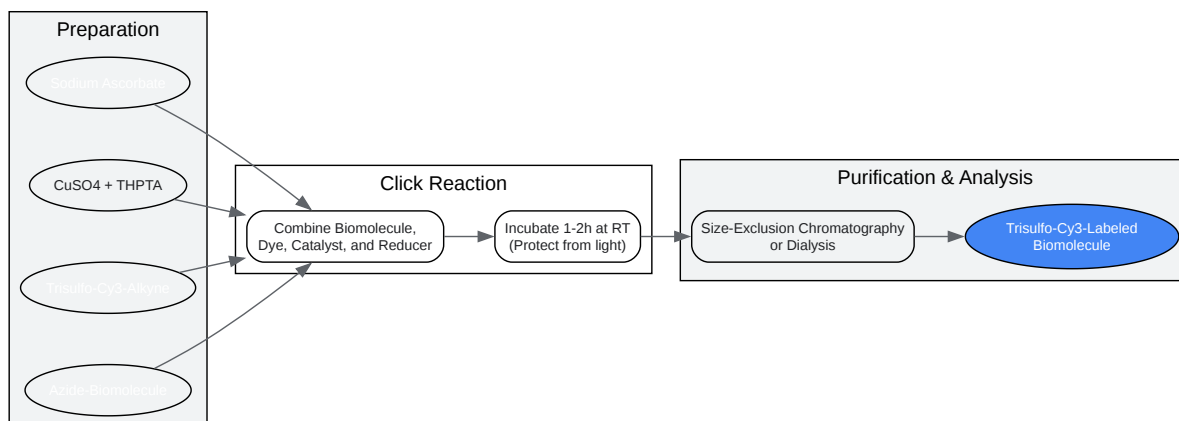 Preparation
Sodium Ascorbate
CuSO4 + THPTA
Trisulfo-Cy3-Alkyne
Azide-Biomolecule
Click Reaction
Combine Biomolecule,
Dye, Catalyst, and Reducer
Incubate 1-2h at RT
(Protect from light)
Purification & Analysis
Size-Exclusion Chromatography
or Dialysis
Trisulfo-Cy3-Labeled
Biomolecule